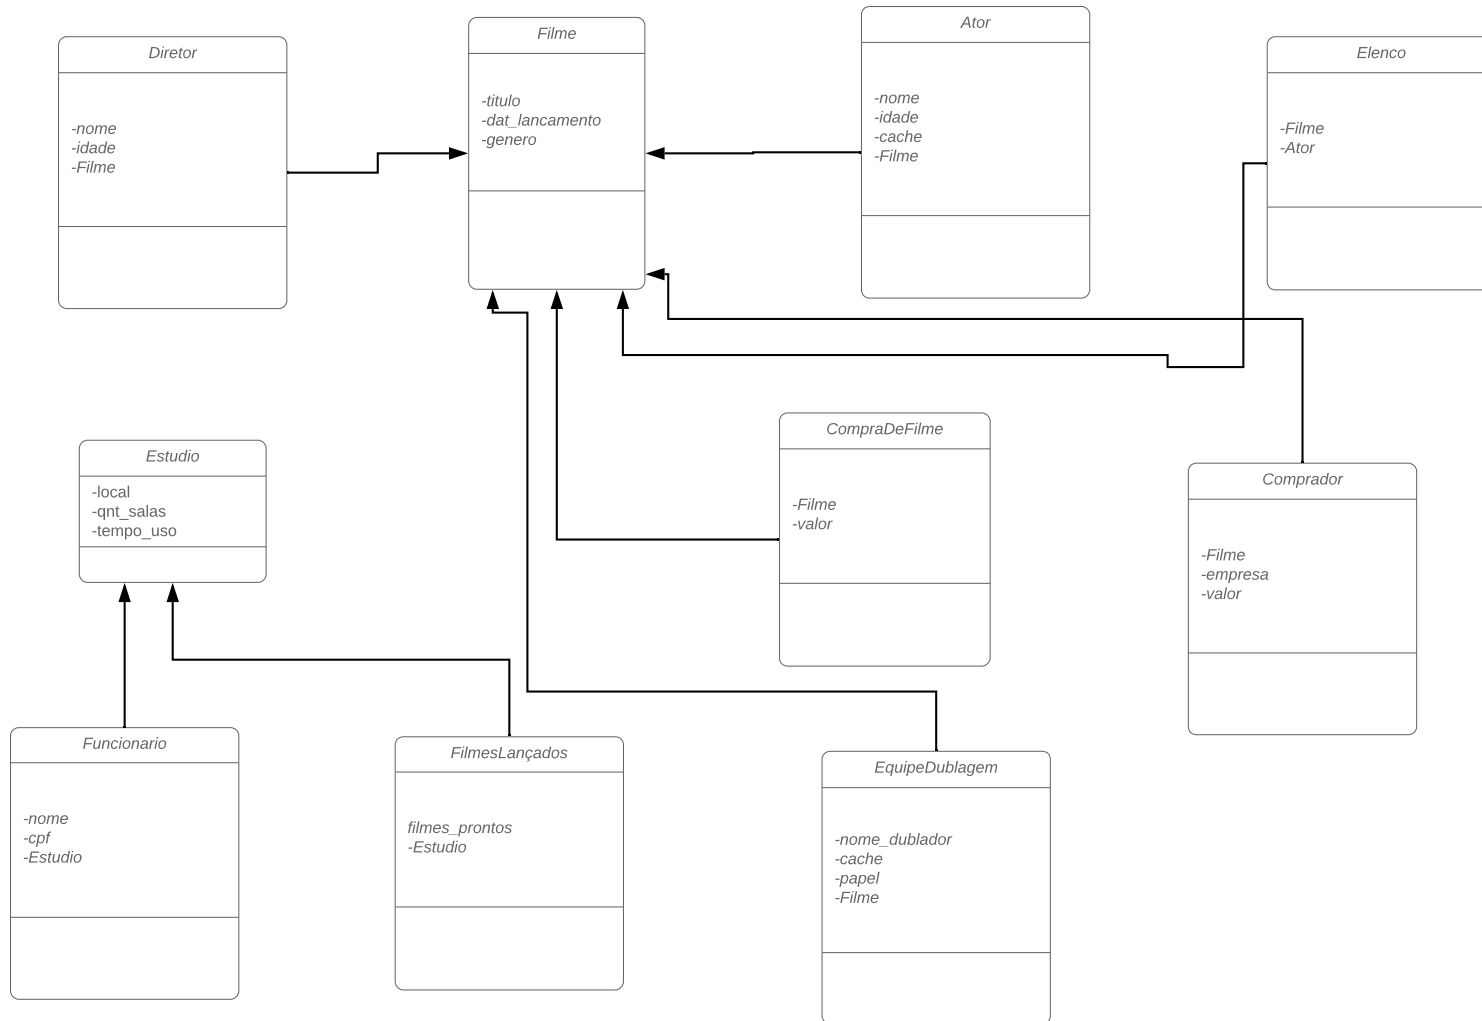 Diretor
-nome
-idade
-Filme
Filme
-titulo
-dat_lancamento
-genero
Ator
-nome
-idade
-cache
-Filme
Elenco
-Filme
-Ator
Estudio
-local
-qnt_salas
-tempo_uso
CompraDeFilme
-Filme
-valor
Comprador
-Filme
-empresa
-valor
Funcionario
-nome
-cpf
-Estudio
FilmesLançados
filmes_prontos
-Estudio
EquipeDublagem
-nome_dublador
-cache
-papel
-Filme